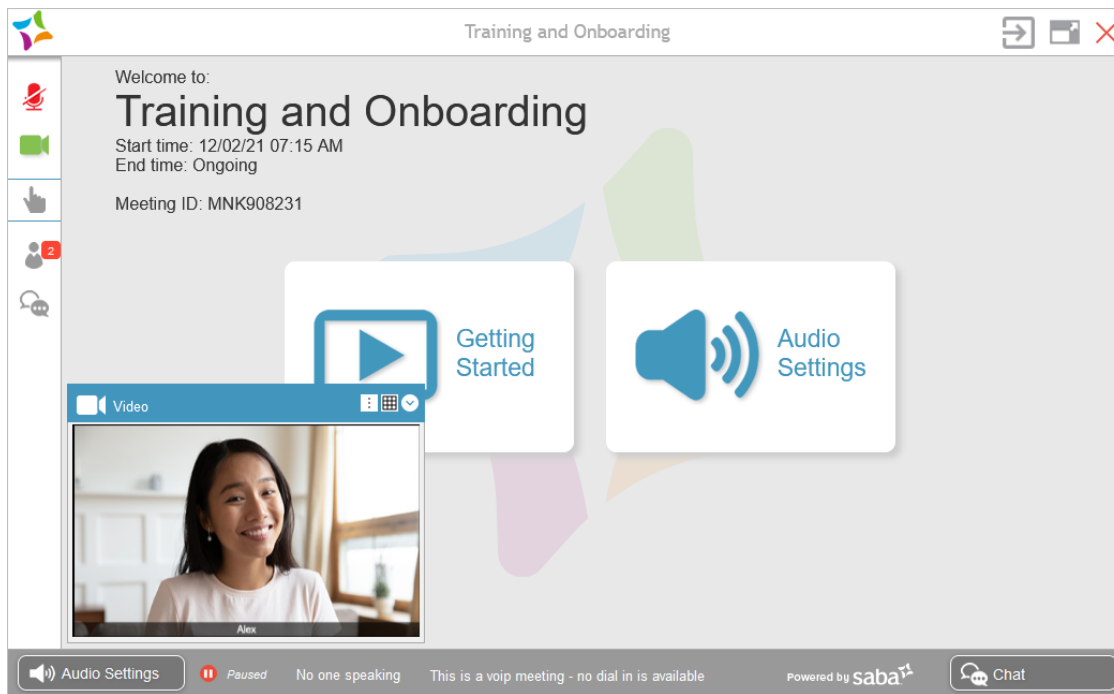 Training and Onboarding
Welcome to:
Training and Onboarding
Start time: 12/02/21 07:15 AM
End time: Ongoing
Meeting ID: MNK908231
2
Getting
Started
Audio
Settings
Video
Alex
Audio Settings
Paused
No one speaking
This is a voip meeting - no dial in is available
Powered by saba
Chat